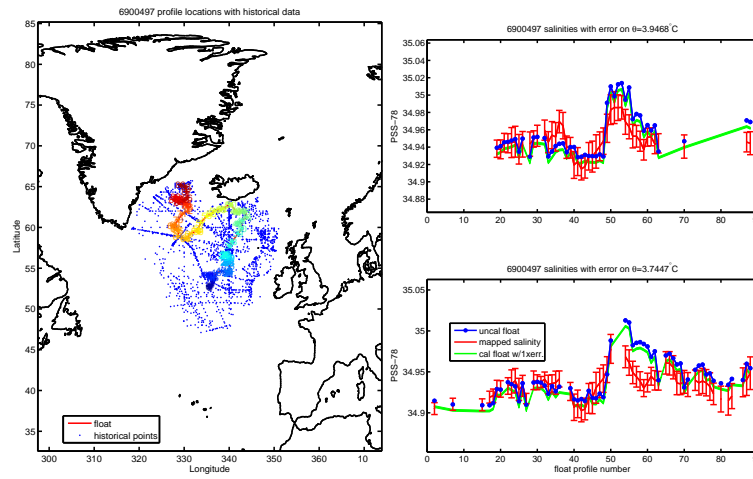 6900497 profile locations with historical data
85
80
75
70
65
60
55
50
45
40
35
Latitude
float
historical points
300 310 320 330 340 350 360 10
Longitude
6900497 salinities with error on θ=3.9468°C
35.06
35.04
35.02
35
34.98
34.96
34.94
34.92
34.9
34.88
PSS−78
0 10 20 30 40 50 60 70 80
6900497 salinities with error on θ=3.7447°C
35.05
35
34.95
34.9
PSS−78
uncal float
mapped salinity
cal float w/1xerr.
0 10 20 30 40 50 60 70 80
float profile number